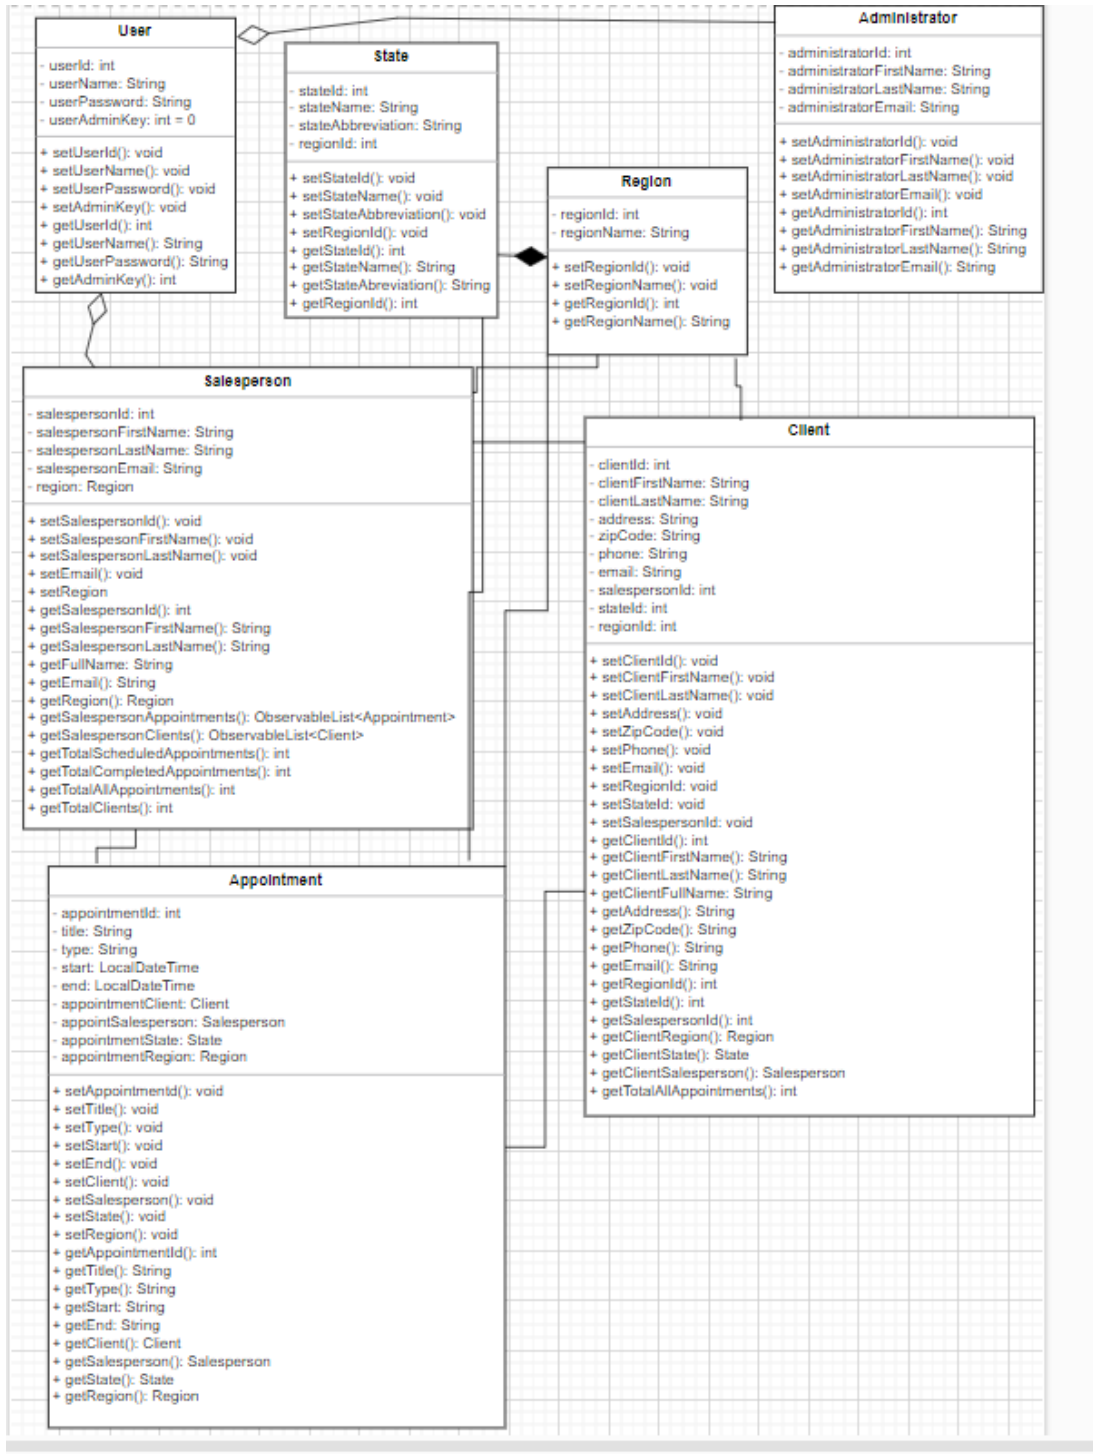 User
- userId: int
- userName: String
- userPassword: String
- userAdminKey: int = 0
+ setUserId(): void
+ setUserName(): void
+ setUserPassword(): void
+ setAdminKey(): void
+ getUserId(): int
+ getUserName(): String
+ getUserPassword(): String
+ getAdminKey(): int
State
- stateId: int
- stateName: String
- stateAbbreviation: String
- regionId: int
+ setStateId(): void
+ setStateName(): void
+ setStateAbbreviation(): void
+ setRegionId(): void
+ getStateId(): int
+ getStateName(): String
+ getStateAbreviation(): String
+ getRegionId(): int
Region
- regionId: int
- regionName: String
+ setRegionId(): void
+ setRegionName(): void
+ getRegionId(): int
+ getRegionName(): String
Administrator
- administratorId: int
- administratorFirstName: String
- administratorLastName: String
- administratorEmail: String
+ setAdministratorId(): void
+ setAdministratorFirstName(): void
+ setAdministratorLastName(): void
+ setAdministratorEmail(): void
+ getAdministratorId(): int
+ getAdministratorFirstName(): String
+ getAdministratorLastName(): String
+ getAdministratorEmail(): String
Salesperson
- salespersonId: int
- salespersonFirstName: String
- salespersonLastName: String
- salespersonEmail: String
- region: Region
+ setSalespersonId(): void
+ setSalespesonFirstName(): void
+ setSalespersonLastName(): void
+ setEmail(): void
+ setRegion
+ getSalespersonId(): int
+ getSalespersonFirstName(): String
+ getSalespersonLastName(): String
+ getFullName: String
+ getEmail(): String
+ getRegion(): Region
+ getSalespersonAppointments(): ObservableList<Appointment>
+ getSalespersonClients(): ObservableList<Client>
+ getTotalScheduledAppointments(): int
+ getTotalCompletedAppointments(): int
+ getTotalAllAppointments(): int
+ getTotalClients(): int
Client
- clientId: int
- clientFirstName: String
- clientLastName: String
- address: String
- zipCode: String
- phone: String
- email: String
- salespersonId: int
- stateId: int
- regionId: int
+ setClientId(): void
+ setClientFirstName(): void
+ setClientLastName(): void
+ setAddress(): void
+ setZipCode(): void
+ setPhone(): void
+ setEmail(): void
+ setRegionId: void
+ setStateId: void
+ setSalespersonId: void
+ getClientId(): int
+ getClientFirstName(): String
+ getClientLastName(): String
+ getClientFullName: String
+ getAddress(): String
+ getZipCode(): String
+ getPhone(): String
+ getEmail(): String
+ getRegionId(): int
+ getStateId(): int
+ getSalespersonId(): int
+ getClientRegion(): Region
+ getClientState(): State
+ getClientSalesperson(): Salesperson
+ getTotalAllAppointments(): int
Appointment
- appointmentId: int
- title: String
- type: String
- start: LocalDateTime
- end: LocalDateTime
- appointmentClient: Client
- appointSalesperson: Salesperson
- appointmentState: State
- appointmentRegion: Region
+ setAppointmentd(): void
+ setTitle(): void
+ setType(): void
+ setStart(): void
+ setEnd(): void
+ setClient(): void
+ setSalesperson(): void
+ setState(): void
+ setRegion(): void
+ getAppointmentId(): int
+ getTitle(): String
+ getType(): String
+ getStart: String
+ getEnd: String
+ getClient(): Client
+ getSalesperson(): Salesperson
+ getState(): State
+ getRegion(): Region